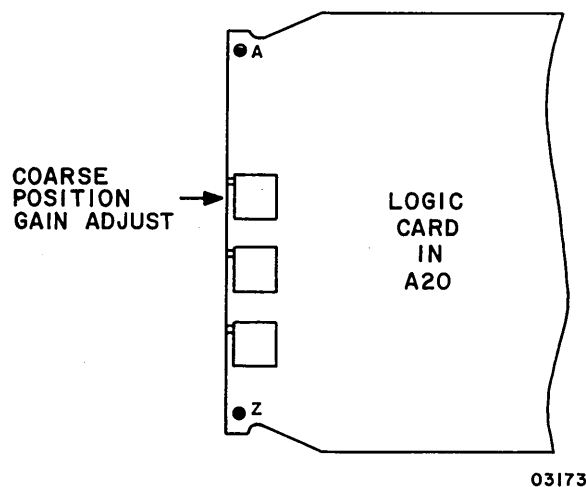 A
COARSE
POSITION
GAIN ADJUST
LOGIC
CARD
IN
A20
Z
03173